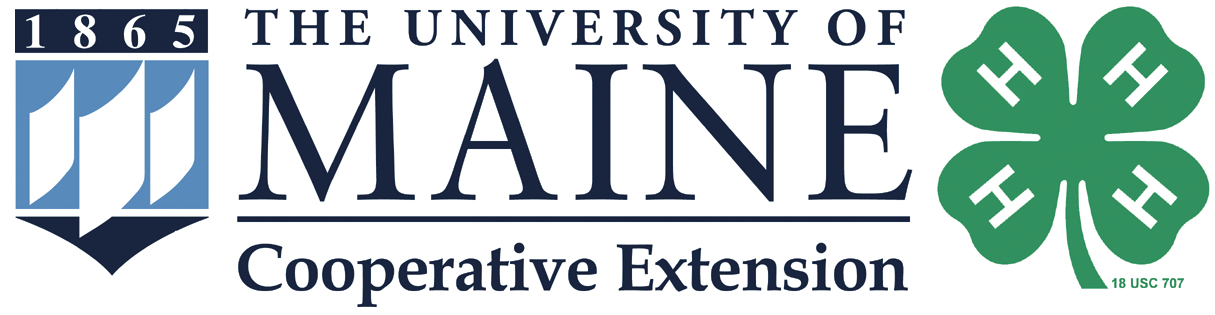 1865
THE UNIVERSITY OF
MAINE
Cooperative Extension
H H
H H
18 USC 707